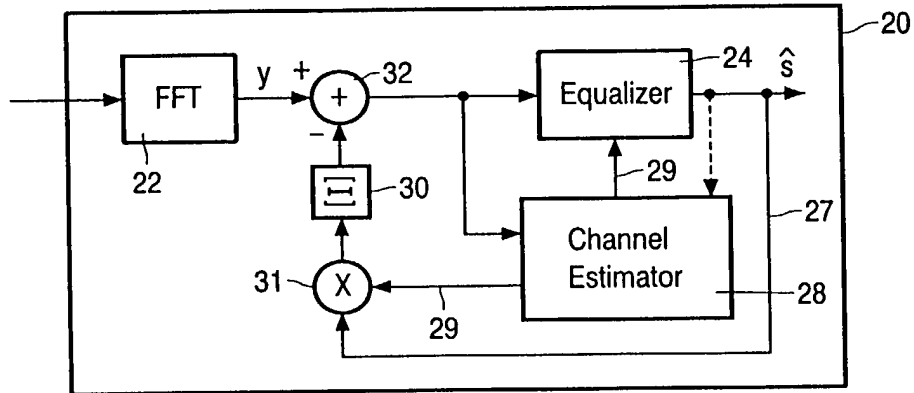 20
FFT
22
y
+
−
+
32
Ξ
30
X
31
29
Equalizer
24
29
ŝ
27
Channel
Estimator
28